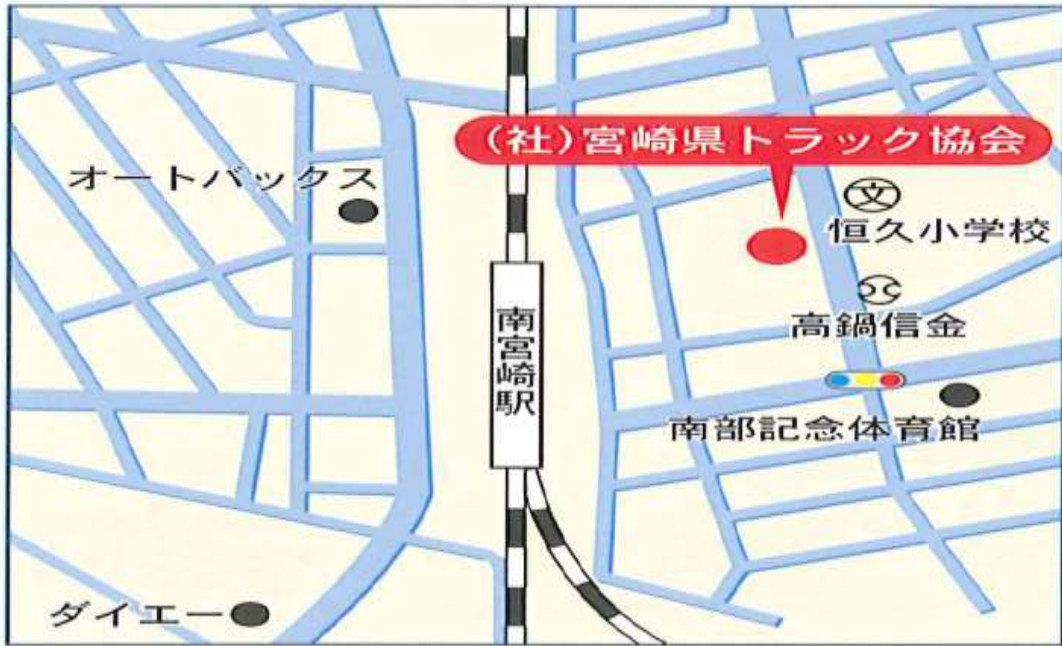 (社)宮崎県トラック協会
オートバックス
文
恒久小学校
高鍋信金
南宮崎駅
南部記念体育館
ダイエー